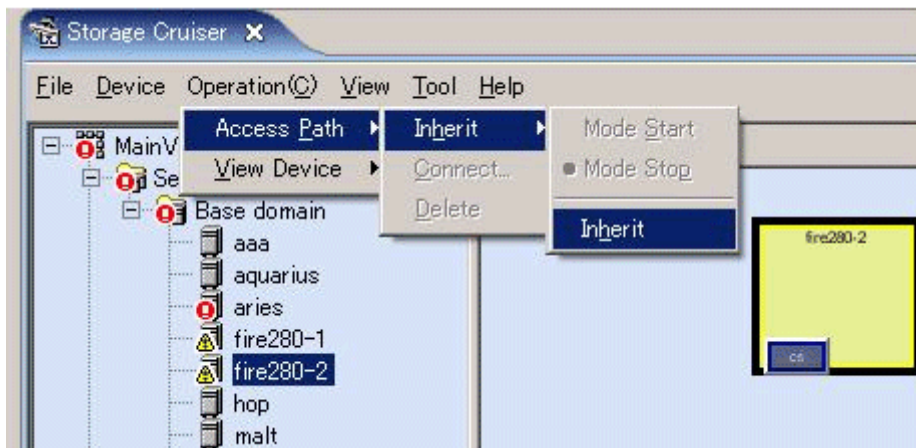 Storage Cruiser
File Device Operation(C) View Tool Help
Access Path
View Device
Inherit
Connect...
Delete
Mode Start
Mode Stop
Inherit
MainV
Se
Base domain
aaa
aquarius
aries
fire280-1
fire280-2
hop
malt
fire280-2